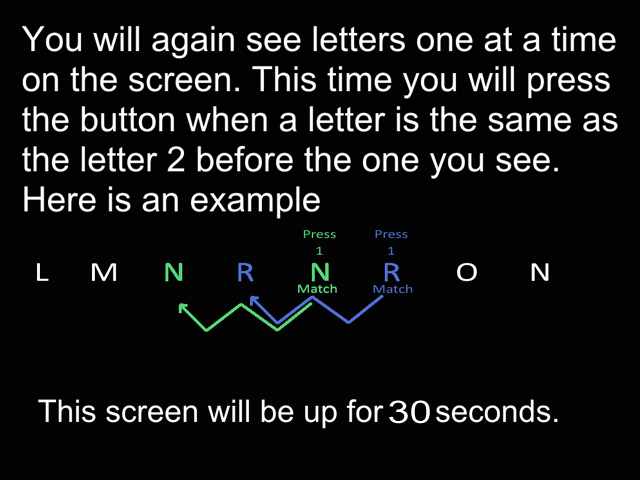 You will again see letters one at a time
on the screen. This time you will press
the button when a letter is the same as
the letter 2 before the one you see.
Here is an example
Press Press
1 1
L M N R N R O N
Match Match
This screen will be up for 30 seconds.